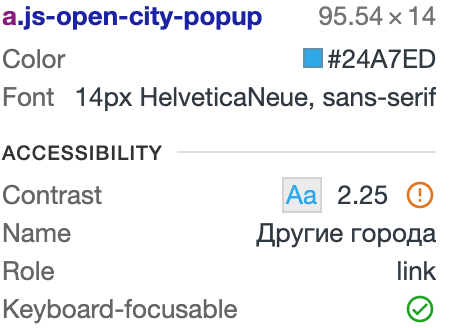 a.js-open-city-popup 95.54 × 14
Color #24A7ED
Font 14px HelveticaNeue, sans-serif
ACCESSIBILITY
Contrast Aa 2.25
Name Другие города
Role link
Keyboard-focusable